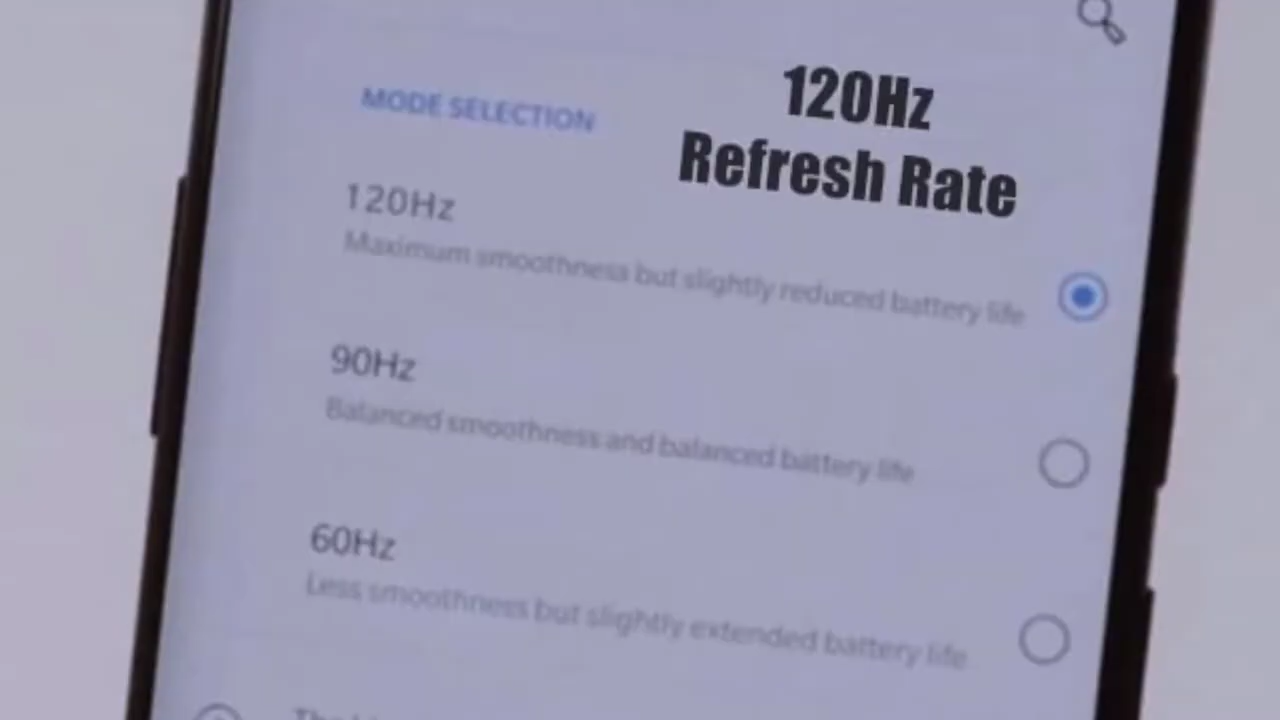 120Hz
Refresh Rate
MODE SELECTION
120Hz
Maximum smoothness but slightly reduced battery life
90Hz
Balanced smoothness and balanced battery life
60Hz
Less smoothness but slightly extended battery life